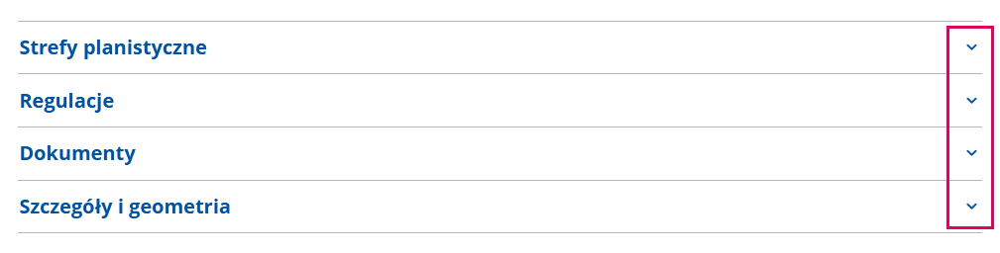 Strefy planistyczne
Regulacje
Dokumenty
Szczegóły i geometria